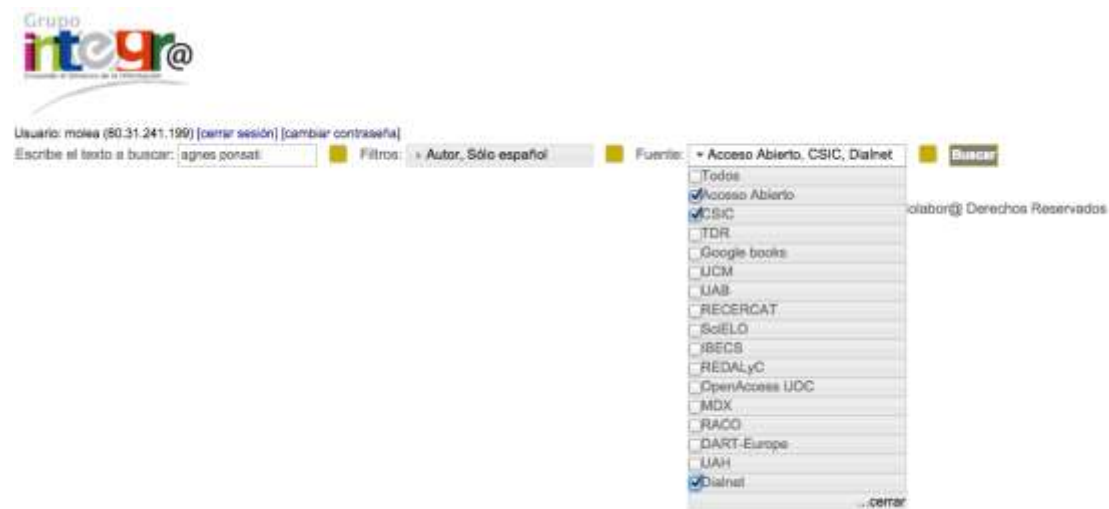 Grupo
integr@
Usuario: molea (80.31.241.199) [cerrar sesión] [cambiar contraseña]
Escribe el texto a buscar: agnes ponsati Filtros: › Autor, Sólo español Fuente: Acceso Abierto, CSIC, Dialnet Buscar
Todos
Acceso Abierto
CSIC
olabor@ Derechos Reservados
TDR
Google books
UCM
UAB
RECERCAT
SciELO
IBECS
REDALyC
OpenAccess UOC
MDX
RACO
DART-Europe
UAH
Dialnet
...cerrar